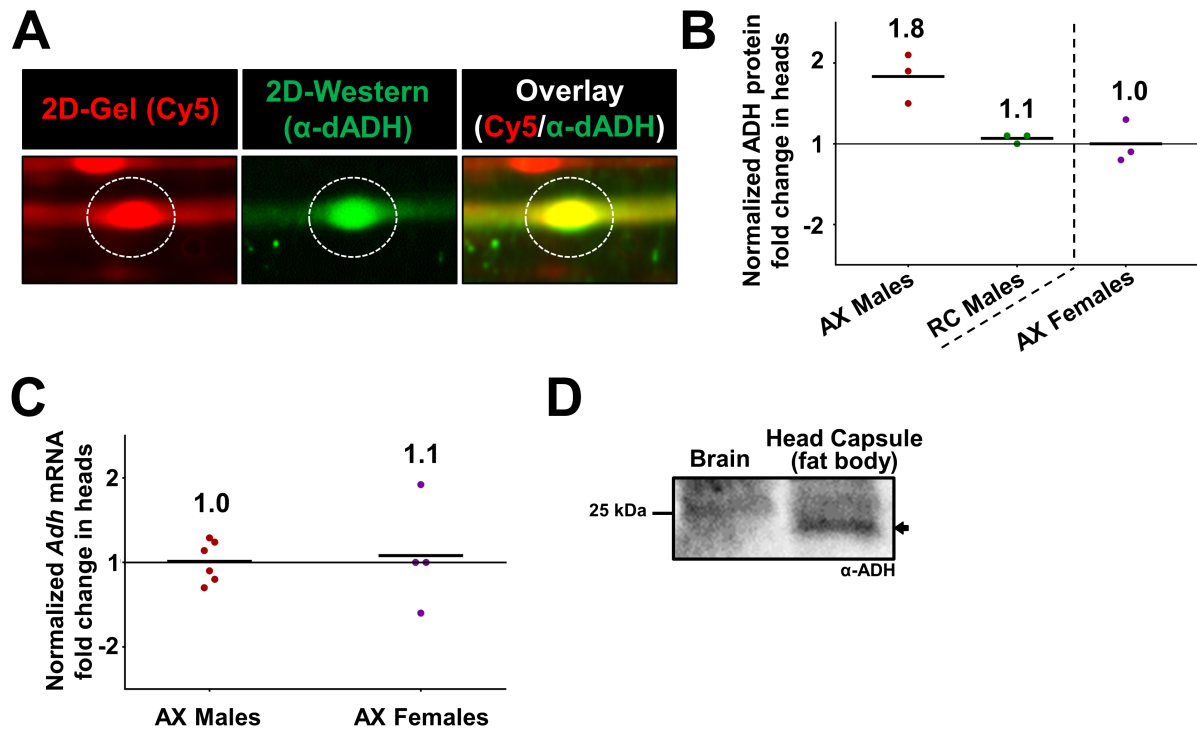 A
2D-Gel (Cy5)
2D-Western
(α-dADH)
Overlay
(Cy5/α-dADH)
B
Normalized ADH protein
fold change in heads
2
1
-2
1.8
1.1
1.0
AX Males
RC Males
AX Females
C
Normalized Adh mRNA
fold change in heads
2
1
-2
1.0
1.1
AX Males
AX Females
D
Brain
Head Capsule
(fat body)
25 kDa
α-ADH